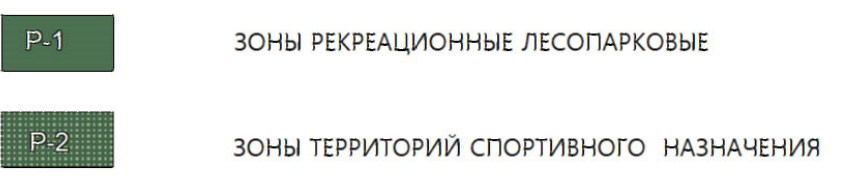 Р-1 ЗОНЫ РЕКРЕАЦИОННЫЕ ЛЕСОПАРКОВЫЕ
Р-2 ЗОНЫ ТЕРРИТОРИЙ СПОРТИВНОГО НАЗНАЧЕНИЯ